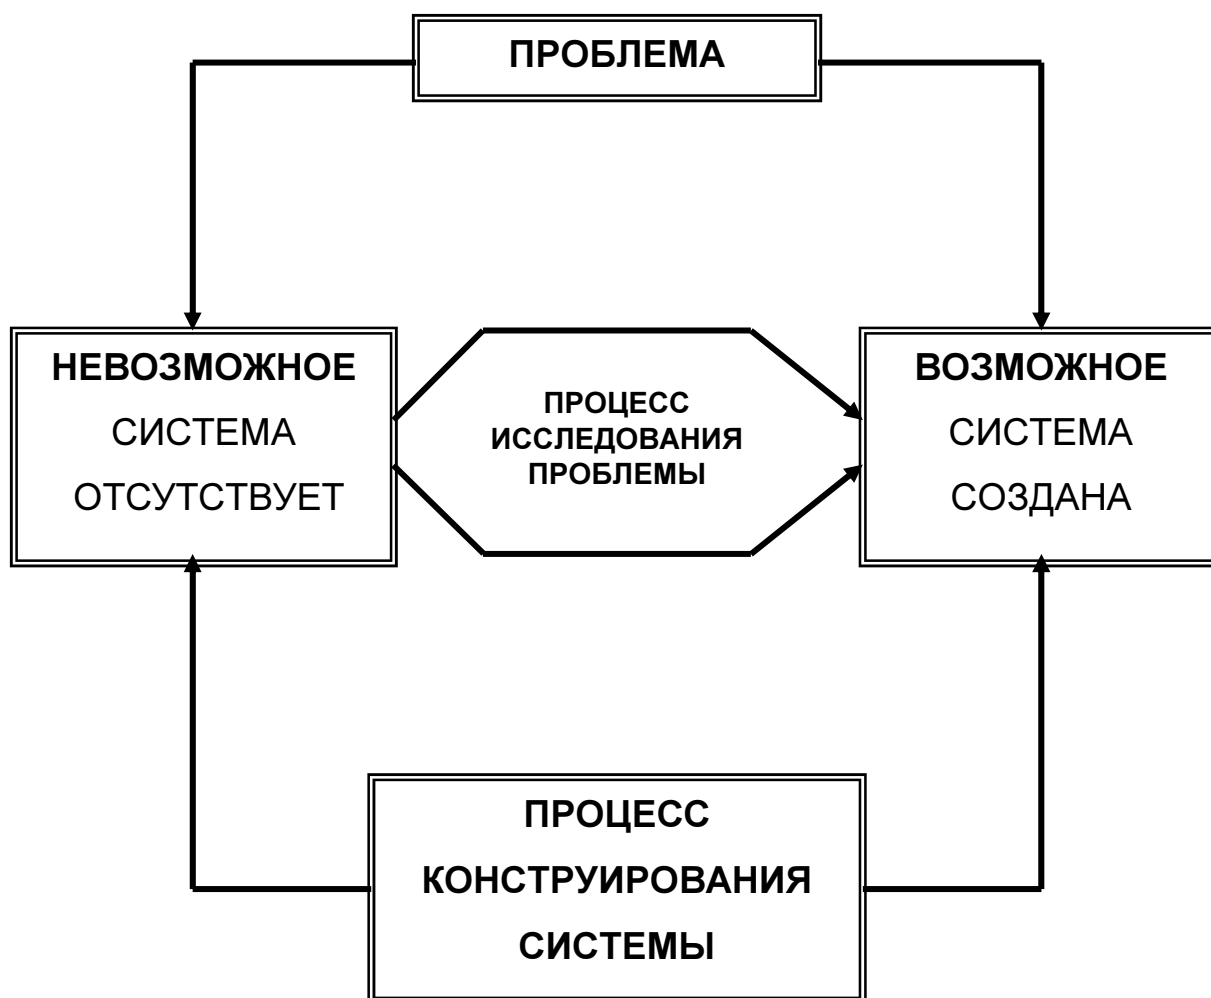 ПРОБЛЕМА
НЕВОЗМОЖНОЕ
СИСТЕМА
ОТСУТСТВУЕТ
ПРОЦЕСС
ИССЛЕДОВАНИЯ
ПРОБЛЕМЫ
ВОЗМОЖНОЕ
СИСТЕМА
СОЗДАНА
ПРОЦЕСС
КОНСТРУИРОВАНИЯ
СИСТЕМЫ